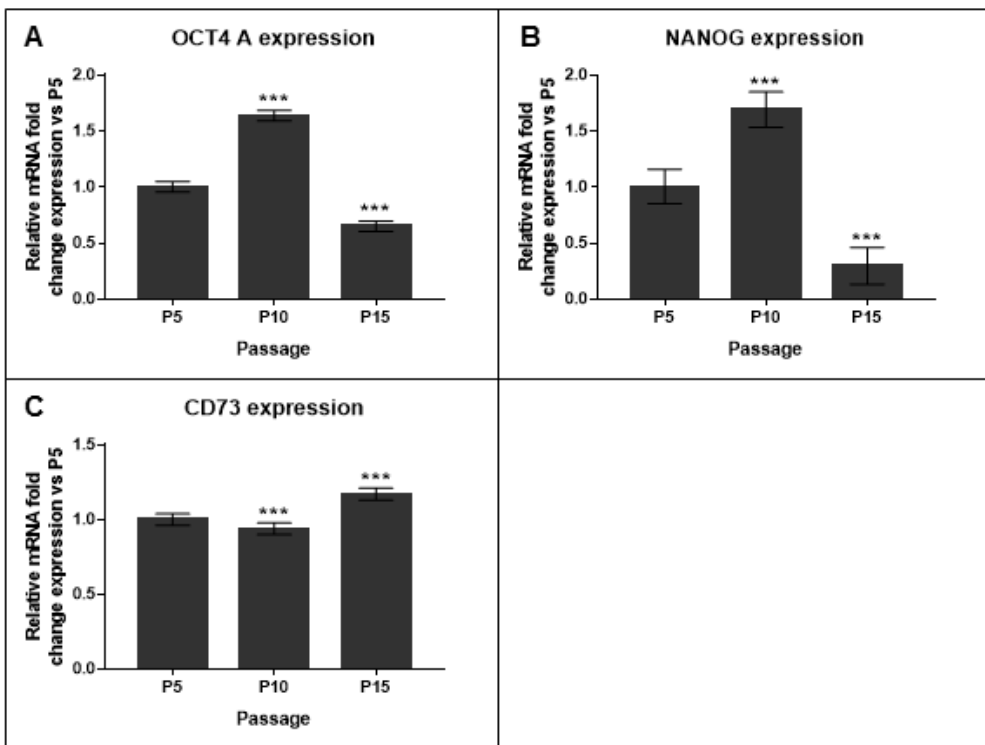 A
OCT4 A expression
Relative mRNA fold
change expression vs P5
2.0
1.5
1.0
0.5
0.0
***
***
P5 P10 P15
Passage
B
NANOG expression
Relative mRNA fold
change expression vs P5
2.0
1.5
1.0
0.5
0.0
***
***
P5 P10 P15
Passage
C
CD73 expression
Relative mRNA fold
change expression vs P5
1.5
1.0
0.5
0.0
***
***
P5 P10 P15
Passage